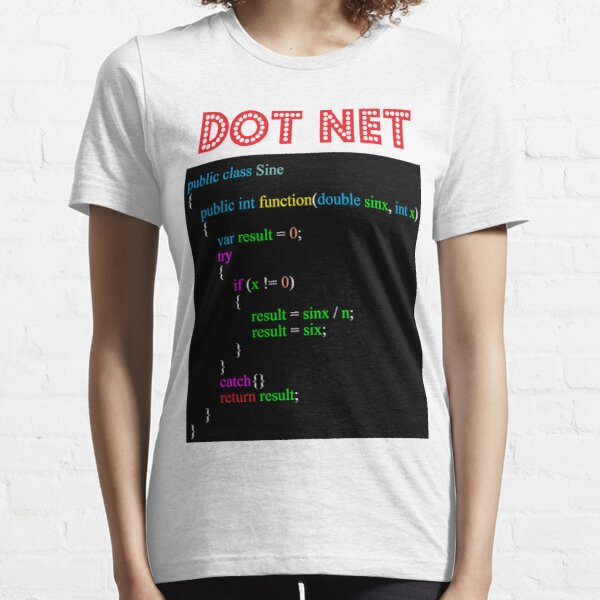 DOT NET
public class Sine
{
public int function(double sinx, int x)
{
var result = 0;
try
{
if (x != 0)
{
result = sinx / n;
result = six;
}
}
catch{}
return result;
}
}